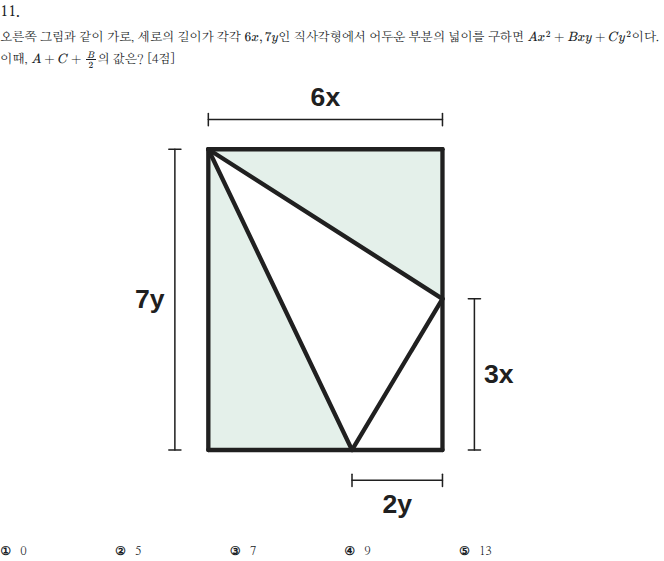 11.
오른쪽 그림과 같이 가로, 세로의 길이가 각각 6x, 7y인 직사각형에서 어두운 부분의 넓이를 구하면 Ax² + Bxy + Cy²이다.
이때, A + C + B/2의 값은? [4점]
6x
7y
3x
2y
① 0 ② 5 ③ 7 ④ 9 ⑤ 13